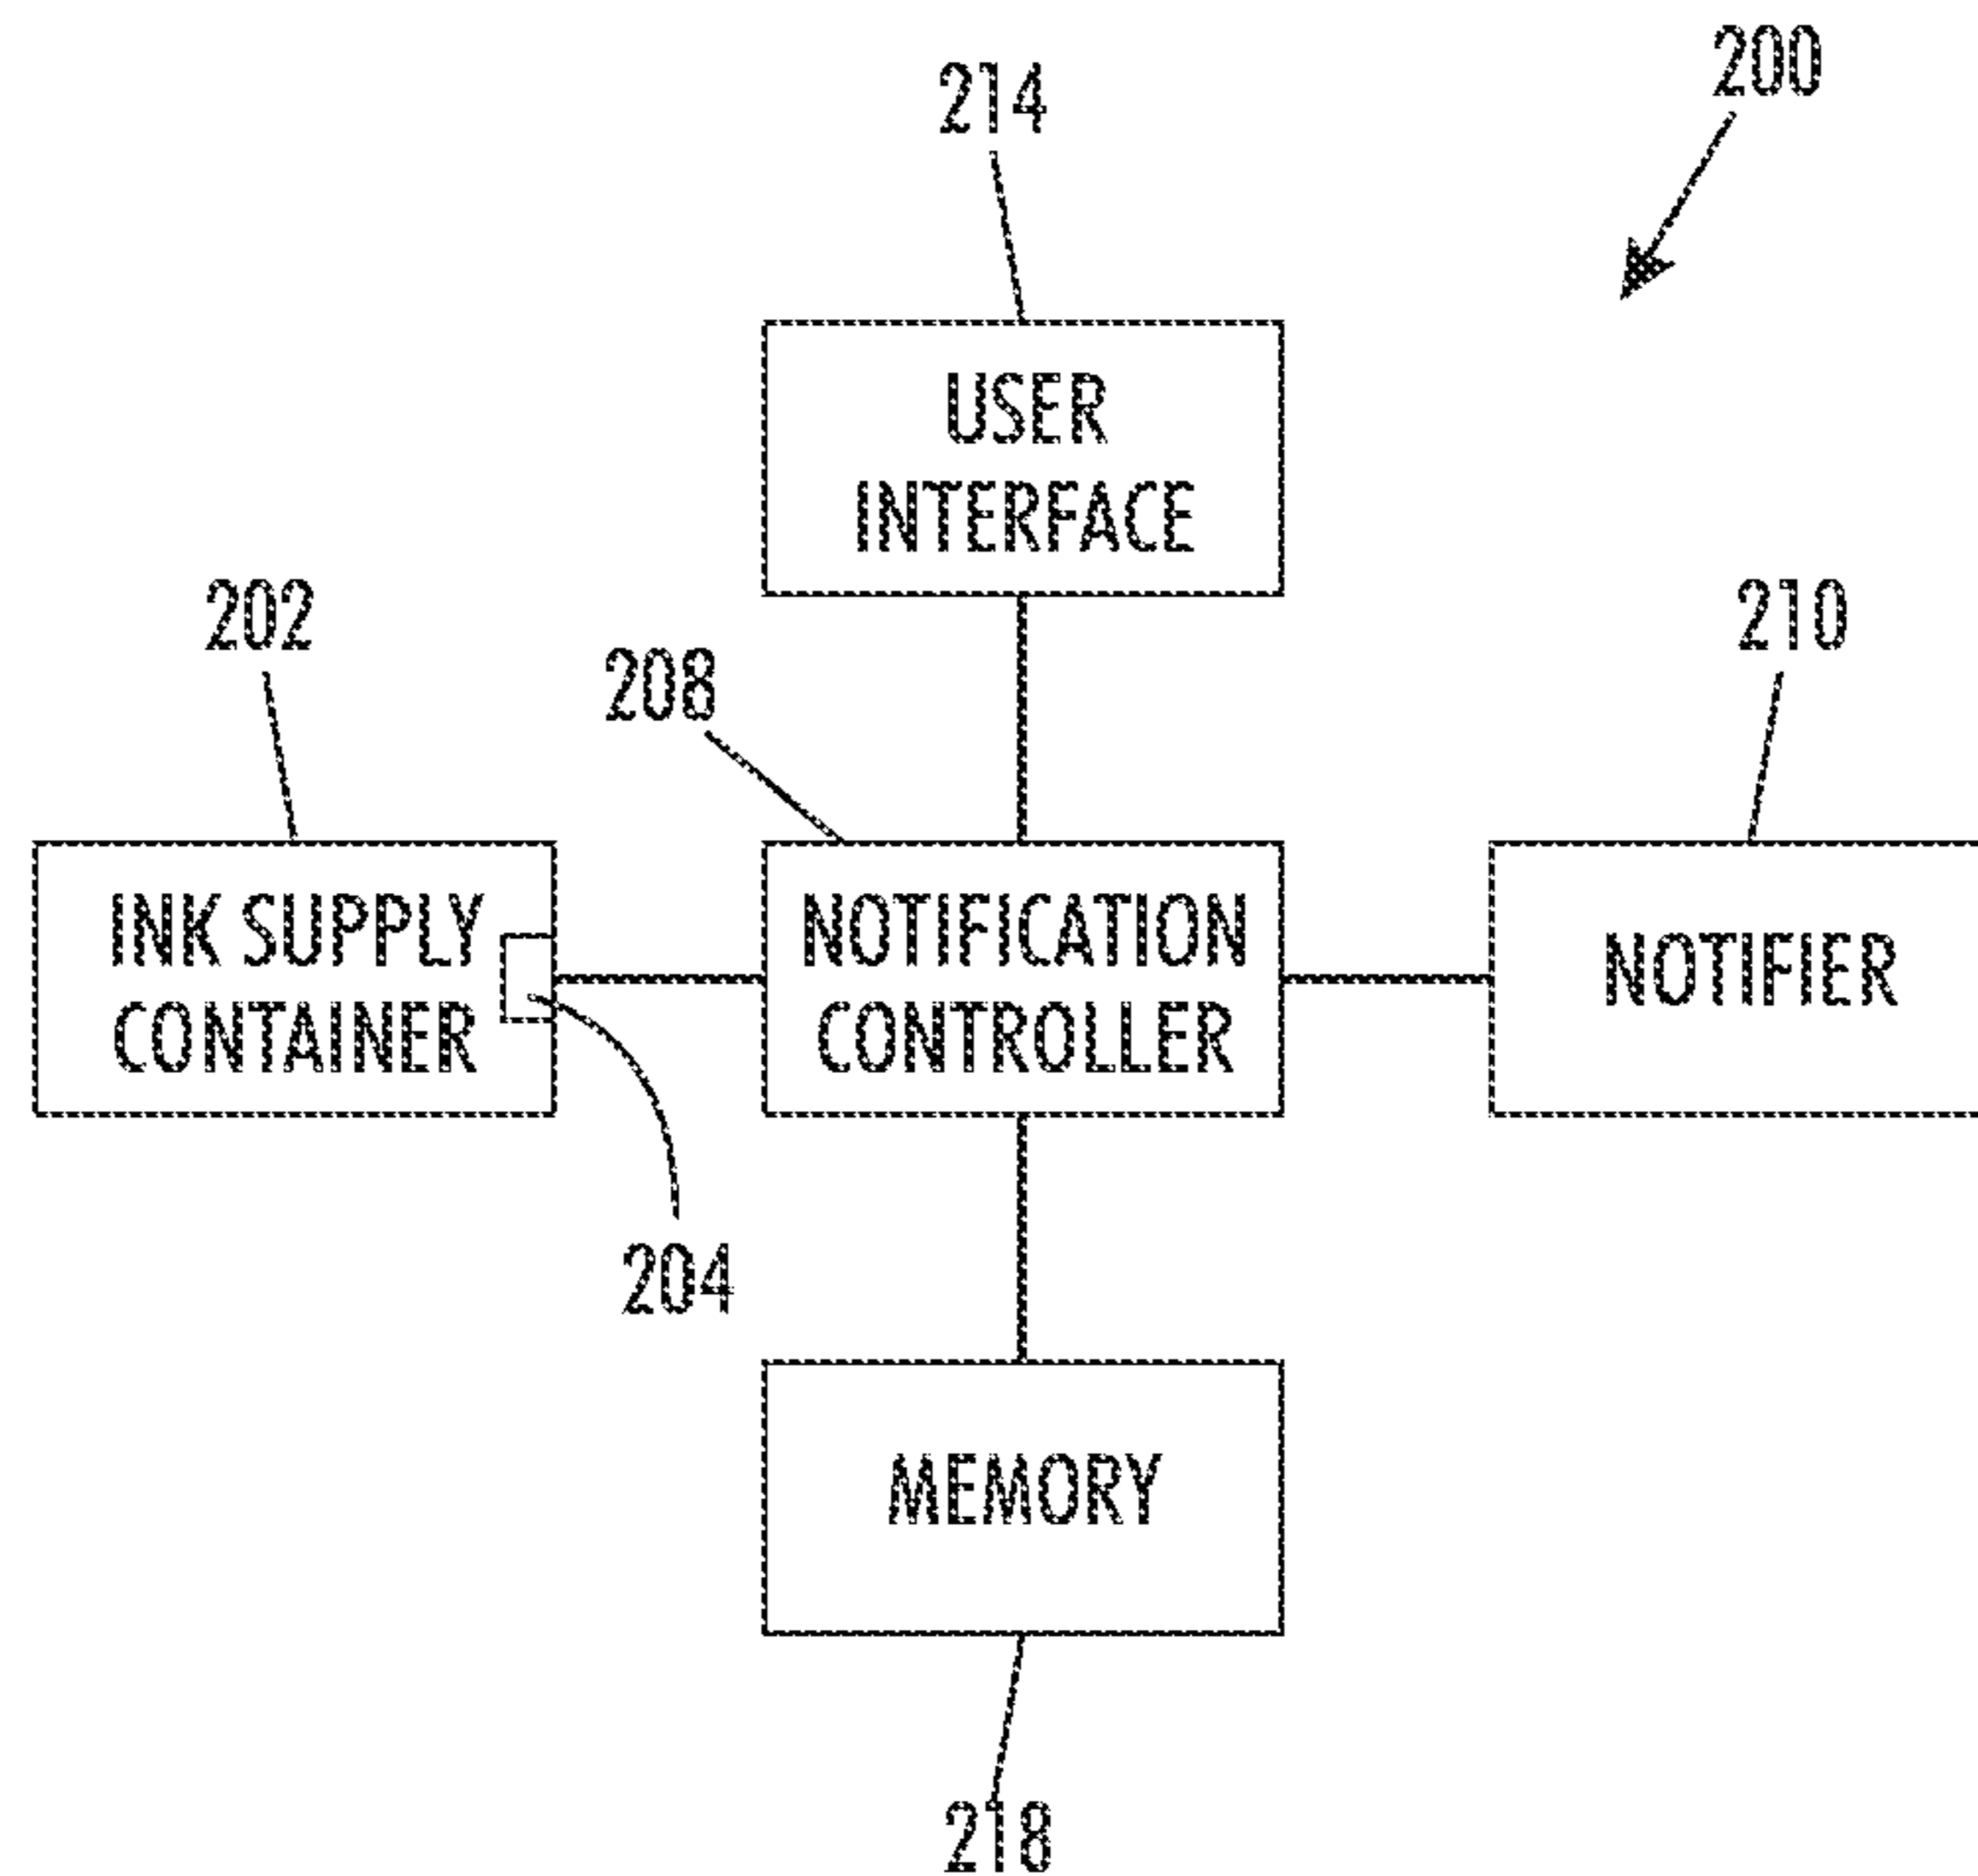 200
214
USER
INTERFACE
202
208
210
INK SUPPLY
CONTAINER
NOTIFICATION
CONTROLLER
NOTIFIER
204
MEMORY
218